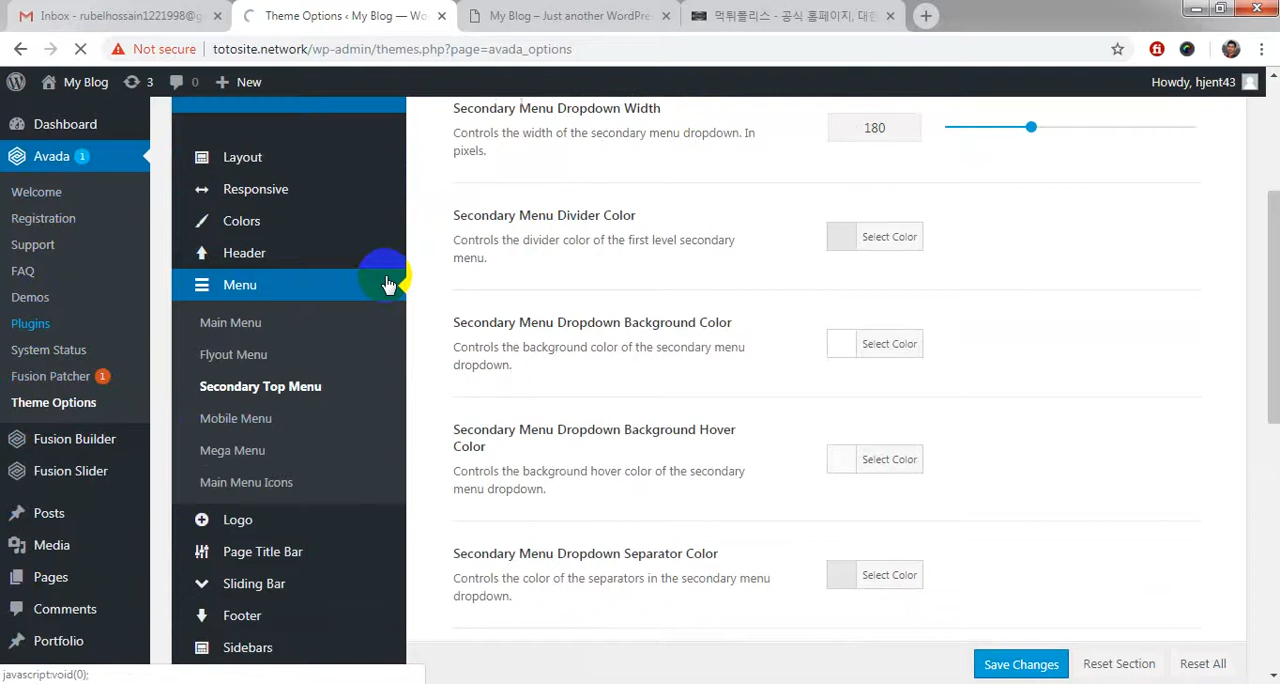 Inbox - rubelhossain1221998@g
Theme Options ‹ My Blog — Wo
My Blog – Just another WordPre
먹튀폴리스 - 공식 홈페이지, 대한
Not secure
totosite.network/wp-admin/themes.php?page=avada_options
My Blog
3
0
New
Howdy, hjent43
Dashboard
Avada 1
Welcome
Registration
Support
FAQ
Demos
Plugins
System Status
Fusion Patcher 1
Theme Options
Fusion Builder
Fusion Slider
Posts
Media
Pages
Comments
Portfolio
Layout
Responsive
Colors
Header
Menu
Main Menu
Flyout Menu
Secondary Top Menu
Mobile Menu
Mega Menu
Main Menu Icons
Logo
Page Title Bar
Sliding Bar
Footer
Sidebars
Secondary Menu Dropdown Width
Controls the width of the secondary menu dropdown. In
pixels.
180
Secondary Menu Divider Color
Controls the divider color of the first level secondary
menu.
Select Color
Secondary Menu Dropdown Background Color
Controls the background color of the secondary menu
dropdown.
Select Color
Secondary Menu Dropdown Background Hover
Color
Controls the background hover color of the secondary
menu dropdown.
Select Color
Secondary Menu Dropdown Separator Color
Controls the color of the separators in the secondary menu
dropdown.
Select Color
Save Changes
Reset Section
Reset All
javascript:void(0);